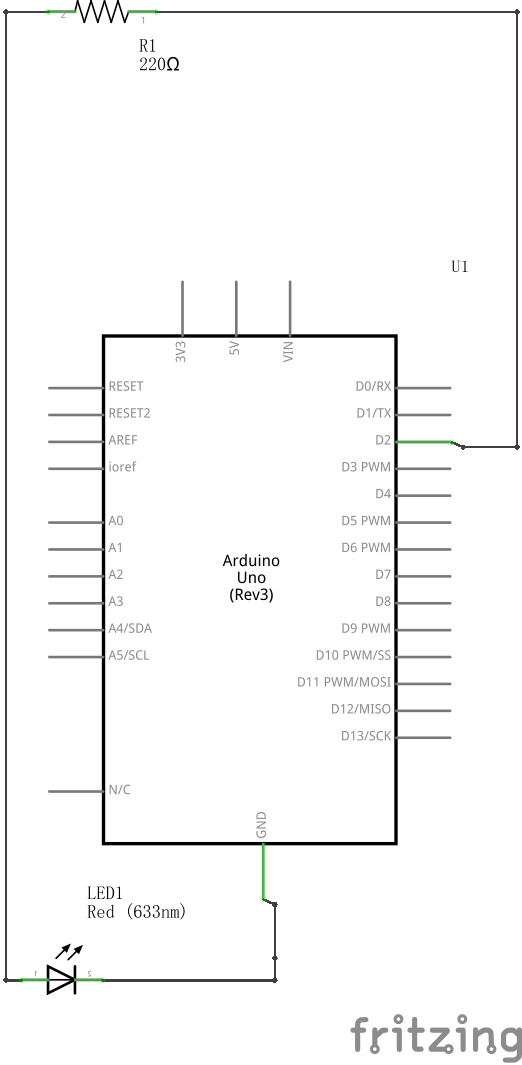 2
1
R1
220Ω
U1
3V3
5V
VIN
RESET
D0/RX
RESET2
D1/TX
AREF
D2
ioref
D3 PWM
D4
A0
D5 PWM
A1
D6 PWM
Arduino
Uno
(Rev3)
A2
D7
A3
D8
A4/SDA
D9 PWM
A5/SCL
D10 PWM/SS
D11 PWM/MOSI
D12/MISO
D13/SCK
N/C
GND
LED1
Red (633nm)
1
2
fritzing